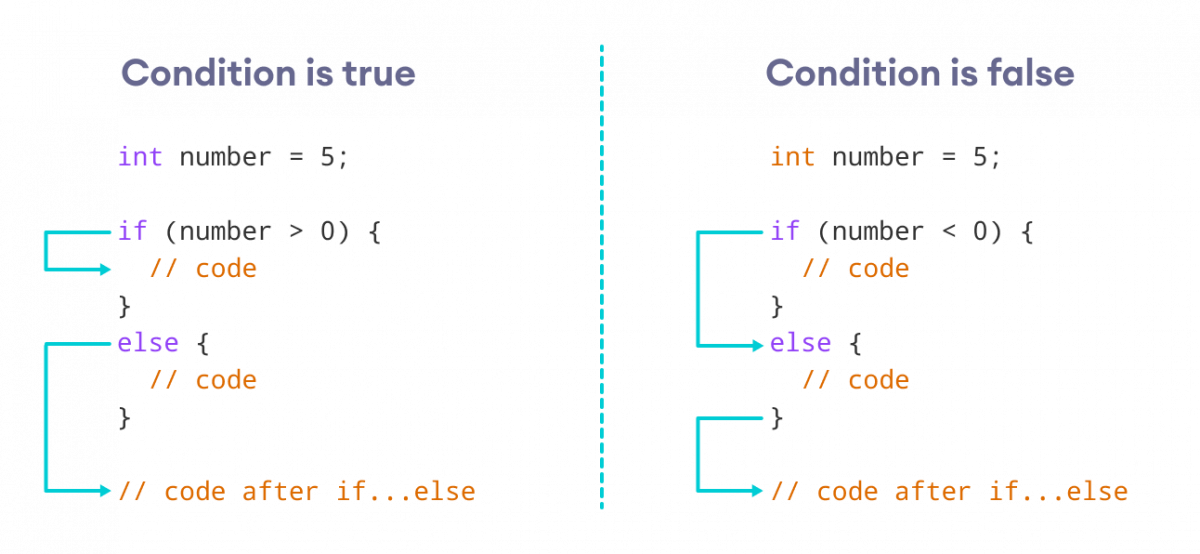 Condition is true
int number = 5;
if (number > 0) {
// code
}
else {
// code
}
// code after if...else
Condition is false
int number = 5;
if (number < 0) {
// code
}
else {
// code
}
// code after if...else